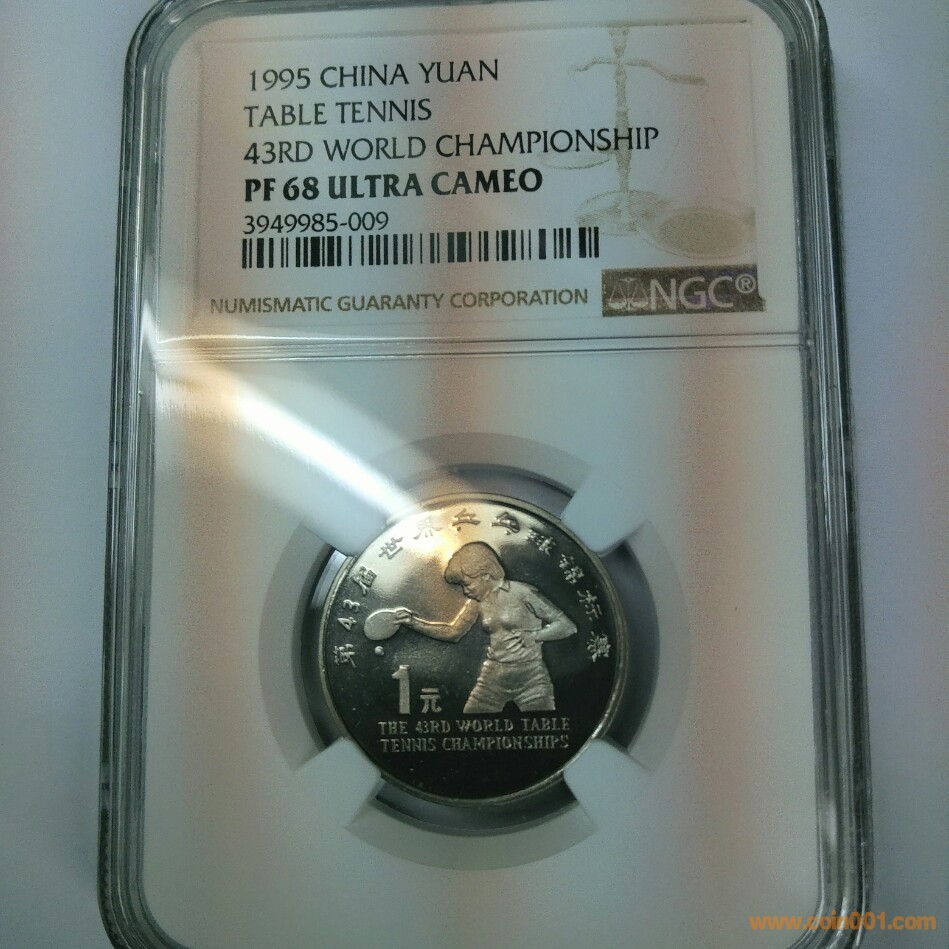 1995 CHINA YUAN
TABLE TENNIS
43RD WORLD CHAMPIONSHIP
PF 68 ULTRA CAMEO
3949985-009
NUMISMATIC GUARANTY CORPORATION
NGC®
第43届世界乒乓球锦标赛
1元
THE 43RD WORLD TABLE
TENNIS CHAMPIONSHIPS
www.coin001.com